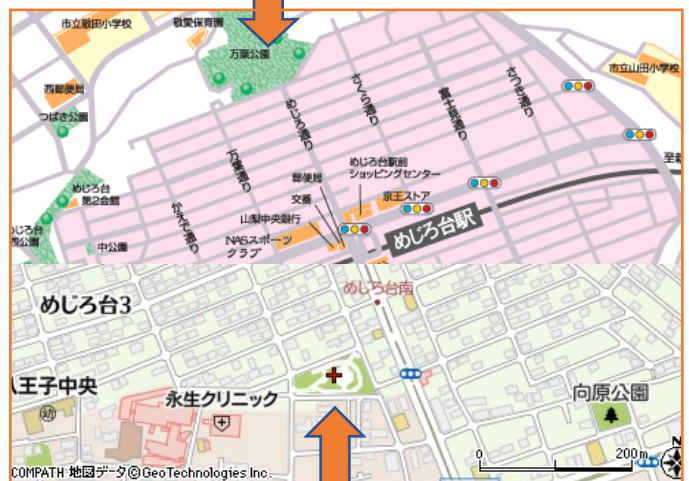 市立散田小学校
敬愛保育園
万葉公園
市立山田小学校
西郵便局
つばき公園
めじろ通り
さくら通り
富士見通り
さつき通り
万葉通り
かえで通り
めじろ台
第2会館
中公園
郵便局
交番
山梨中央銀行
NASスポーツ
クラブ
めじろ台駅前
ショッピングセンター
京王ストア
めじろ台駅
めじろ台3
めじろ台南
八王子中央
幼
永生クリニック
向原公園
0
200m
N
COMPATH 地図データ©GeoTechnologies Inc.